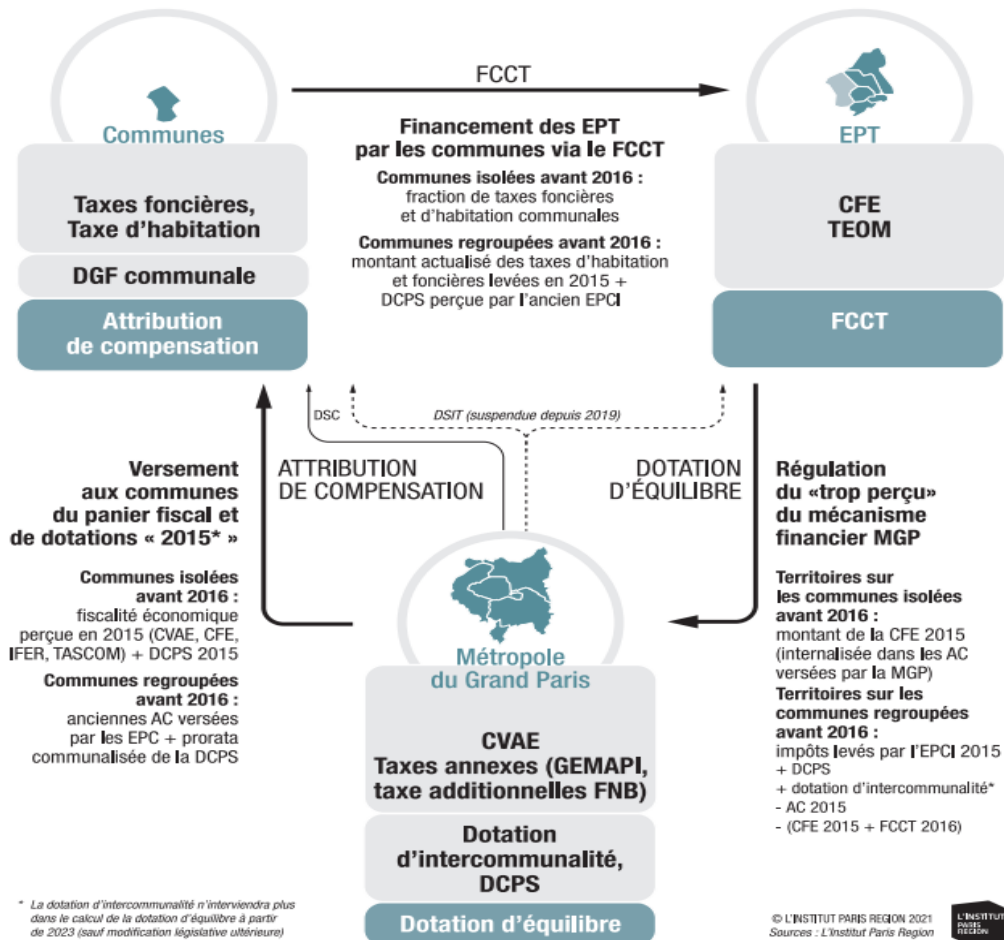 FCCT
Communes
Taxes foncières,
Taxe d'habitation
DGF communale
Attribution
de compensation
Financement des EPT
par les communes via le FCCT
Communes isolées avant 2016 :
fraction de taxes foncières
et d'habitation communales
Communes regroupées avant 2016 :
montant actualisé des taxes d'habitation
et foncières levées en 2015 +
DCPS perçue par l'ancien EPCI
EPT
CFE
TEOM
FCCT
DSC
DSIT (suspendue depuis 2019)
Versement
aux communes
du panier fiscal et
de dotations « 2015* »
Communes isolées
avant 2016 :
fiscalité économique
perçue en 2015 (CVAE, CFE,
IFER, TASCOM) + DCPS 2015
Communes regroupées
avant 2016 :
anciennes AC versées
par les EPC + prorata
communalisée de la DCPS
ATTRIBUTION
DE COMPENSATION
DOTATION
D'ÉQUILIBRE
Régulation
du «trop perçu»
du mécanisme
financier MGP
Territoires sur
les communes isolées
avant 2016 :
montant de la CFE 2015
(internalisée dans les AC
versées par la MGP)
Territoires sur les
communes regroupées
avant 2016 :
impôts levés par l'EPCI 2015
+ DCPS
+ dotation d'intercommunalité*
- AC 2015
- (CFE 2015 + FCCT 2016)
Métropole
du Grand Paris
CVAE
Taxes annexes (GEMAPI,
taxe additionnelles FNB)
Dotation
d'intercommunalité,
DCPS
Dotation d'équilibre
* La dotation d'intercommunalité n'interviendra plus
dans le calcul de la dotation d'équilibre à partir
de 2023 (sauf modification législative ultérieure)
© L'INSTITUT PARIS REGION 2021
Sources : L'Institut Paris Region
L'INSTITUT
PARIS
REGION